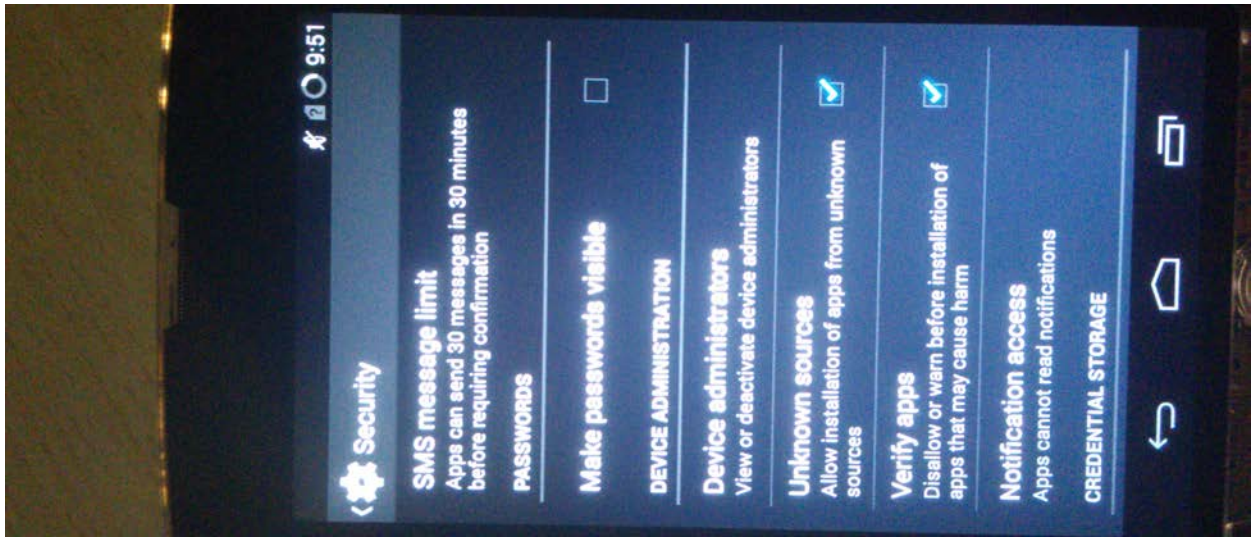 9:51
Security
SMS message limit
Apps can send 30 messages in 30 minutes
before requiring confirmation
PASSWORDS
Make passwords visible
DEVICE ADMINISTRATION
Device administrators
View or deactivate device administrators
Unknown sources
Allow installation of apps from unknown
sources
Verify apps
Disallow or warn before installation of
apps that may cause harm
Notification access
Apps cannot read notifications
CREDENTIAL STORAGE